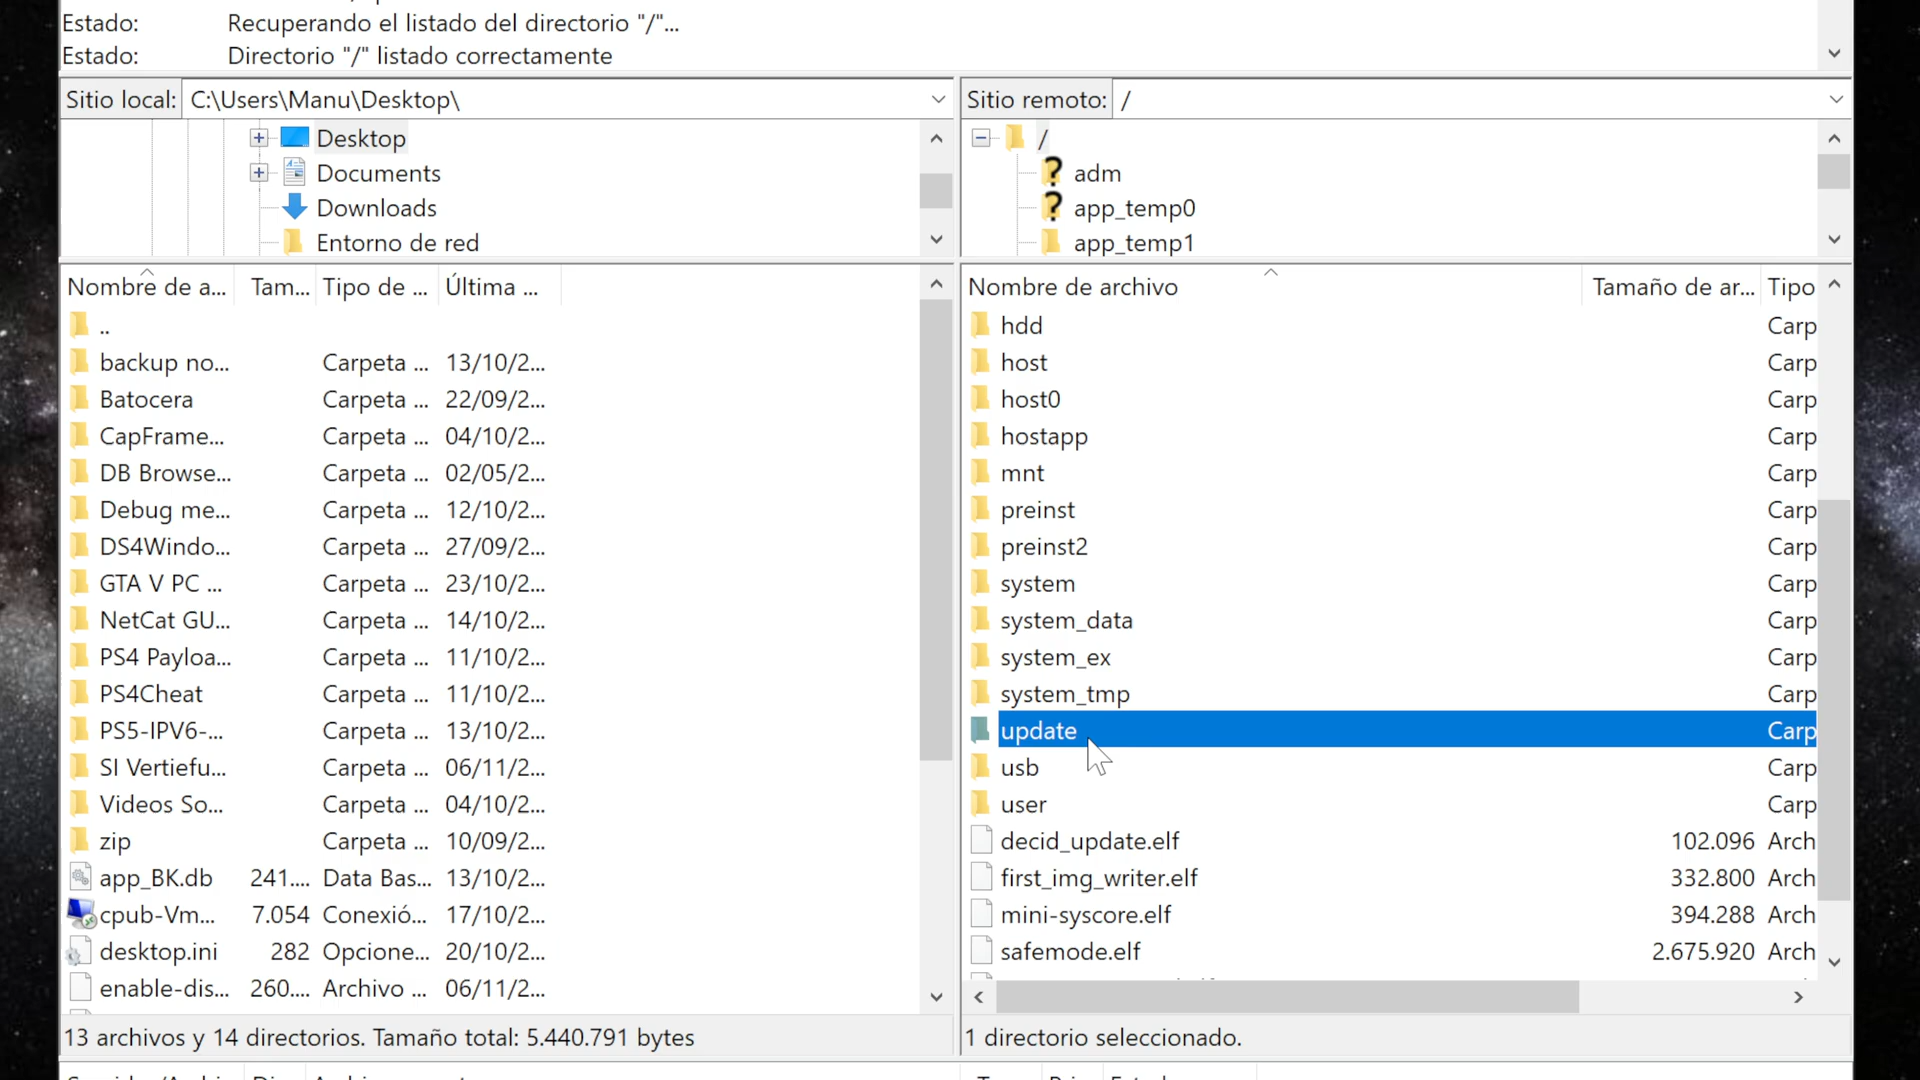 Estado: Recuperando el listado del directorio "/"...
Estado: Directorio "/" listado correctamente
Sitio local: C:\Users\Manu\Desktop\
Desktop
Documents
Downloads
Entorno de red
Nombre de a... Tam... Tipo de ... Última ...
..
backup no... Carpeta ... 13/10/2...
Batocera Carpeta ... 22/09/2...
CapFrame... Carpeta ... 04/10/2...
DB Browse... Carpeta ... 02/05/2...
Debug me... Carpeta ... 12/10/2...
DS4Windo... Carpeta ... 27/09/2...
GTA V PC ... Carpeta ... 23/10/2...
NetCat GU... Carpeta ... 14/10/2...
PS4 Payloa... Carpeta ... 11/10/2...
PS4Cheat Carpeta ... 11/10/2...
PS5-IPV6-... Carpeta ... 13/10/2...
SI Vertiefu... Carpeta ... 06/11/2...
Videos So... Carpeta ... 04/10/2...
zip Carpeta ... 10/09/2...
app_BK.db 241.... Data Bas... 13/10/2...
cpub-Vm... 7.054 Conexió... 17/10/2...
desktop.ini 282 Opcione... 20/10/2...
enable-dis... 260.... Archivo ... 06/11/2...
13 archivos y 14 directorios. Tamaño total: 5.440.791 bytes
Sitio remoto: /
/
adm
app_temp0
app_temp1
Nombre de archivo Tamaño de ar... Tipo
hdd Carp
host Carp
host0 Carp
hostapp Carp
mnt Carp
preinst Carp
preinst2 Carp
system Carp
system_data Carp
system_ex Carp
system_tmp Carp
update Carp
usb Carp
user Carp
decid_update.elf 102.096 Arch
first_img_writer.elf 332.800 Arch
mini-syscore.elf 394.288 Arch
safemode.elf 2.675.920 Arch
1 directorio seleccionado.